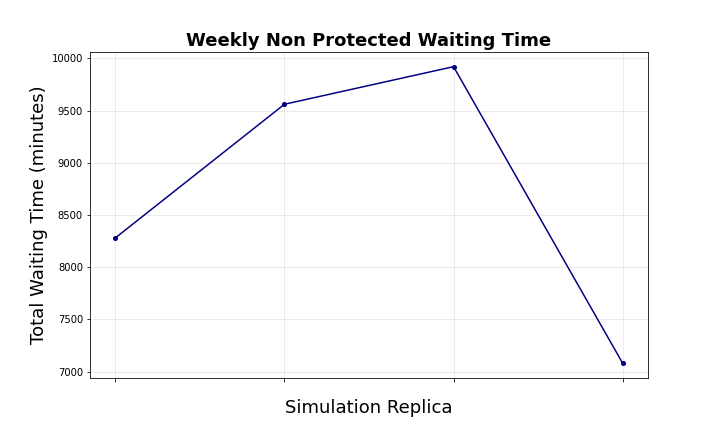 Weekly Non Protected Waiting Time
Total Waiting Time (minutes)
10000
9500
9000
8500
8000
7500
7000
Simulation Replica